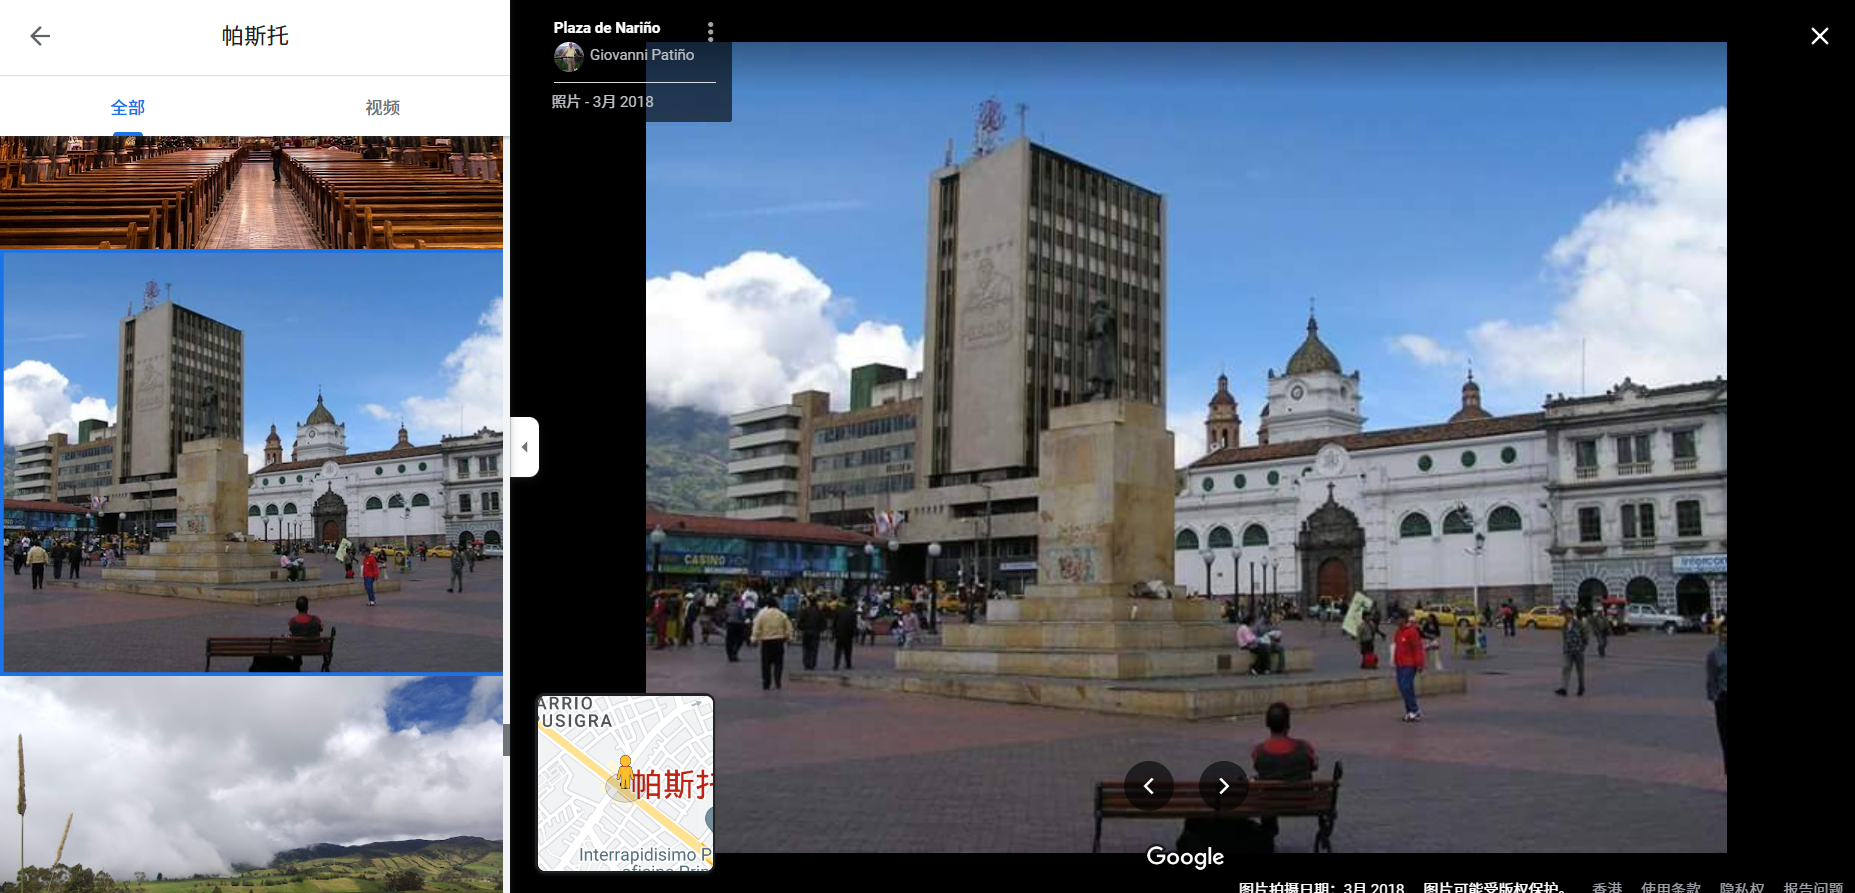 帕斯托
全部
视频
Plaza de Nariño
Giovanni Patiño
照片 - 3月 2018
CASINO
ARRIO
USIGRA
帕斯托
Interrapidisimo P
Google
图片拍摄日期：3月 2018 图片可能受版权保护。 香港 使用条款 隐私权 报告问题